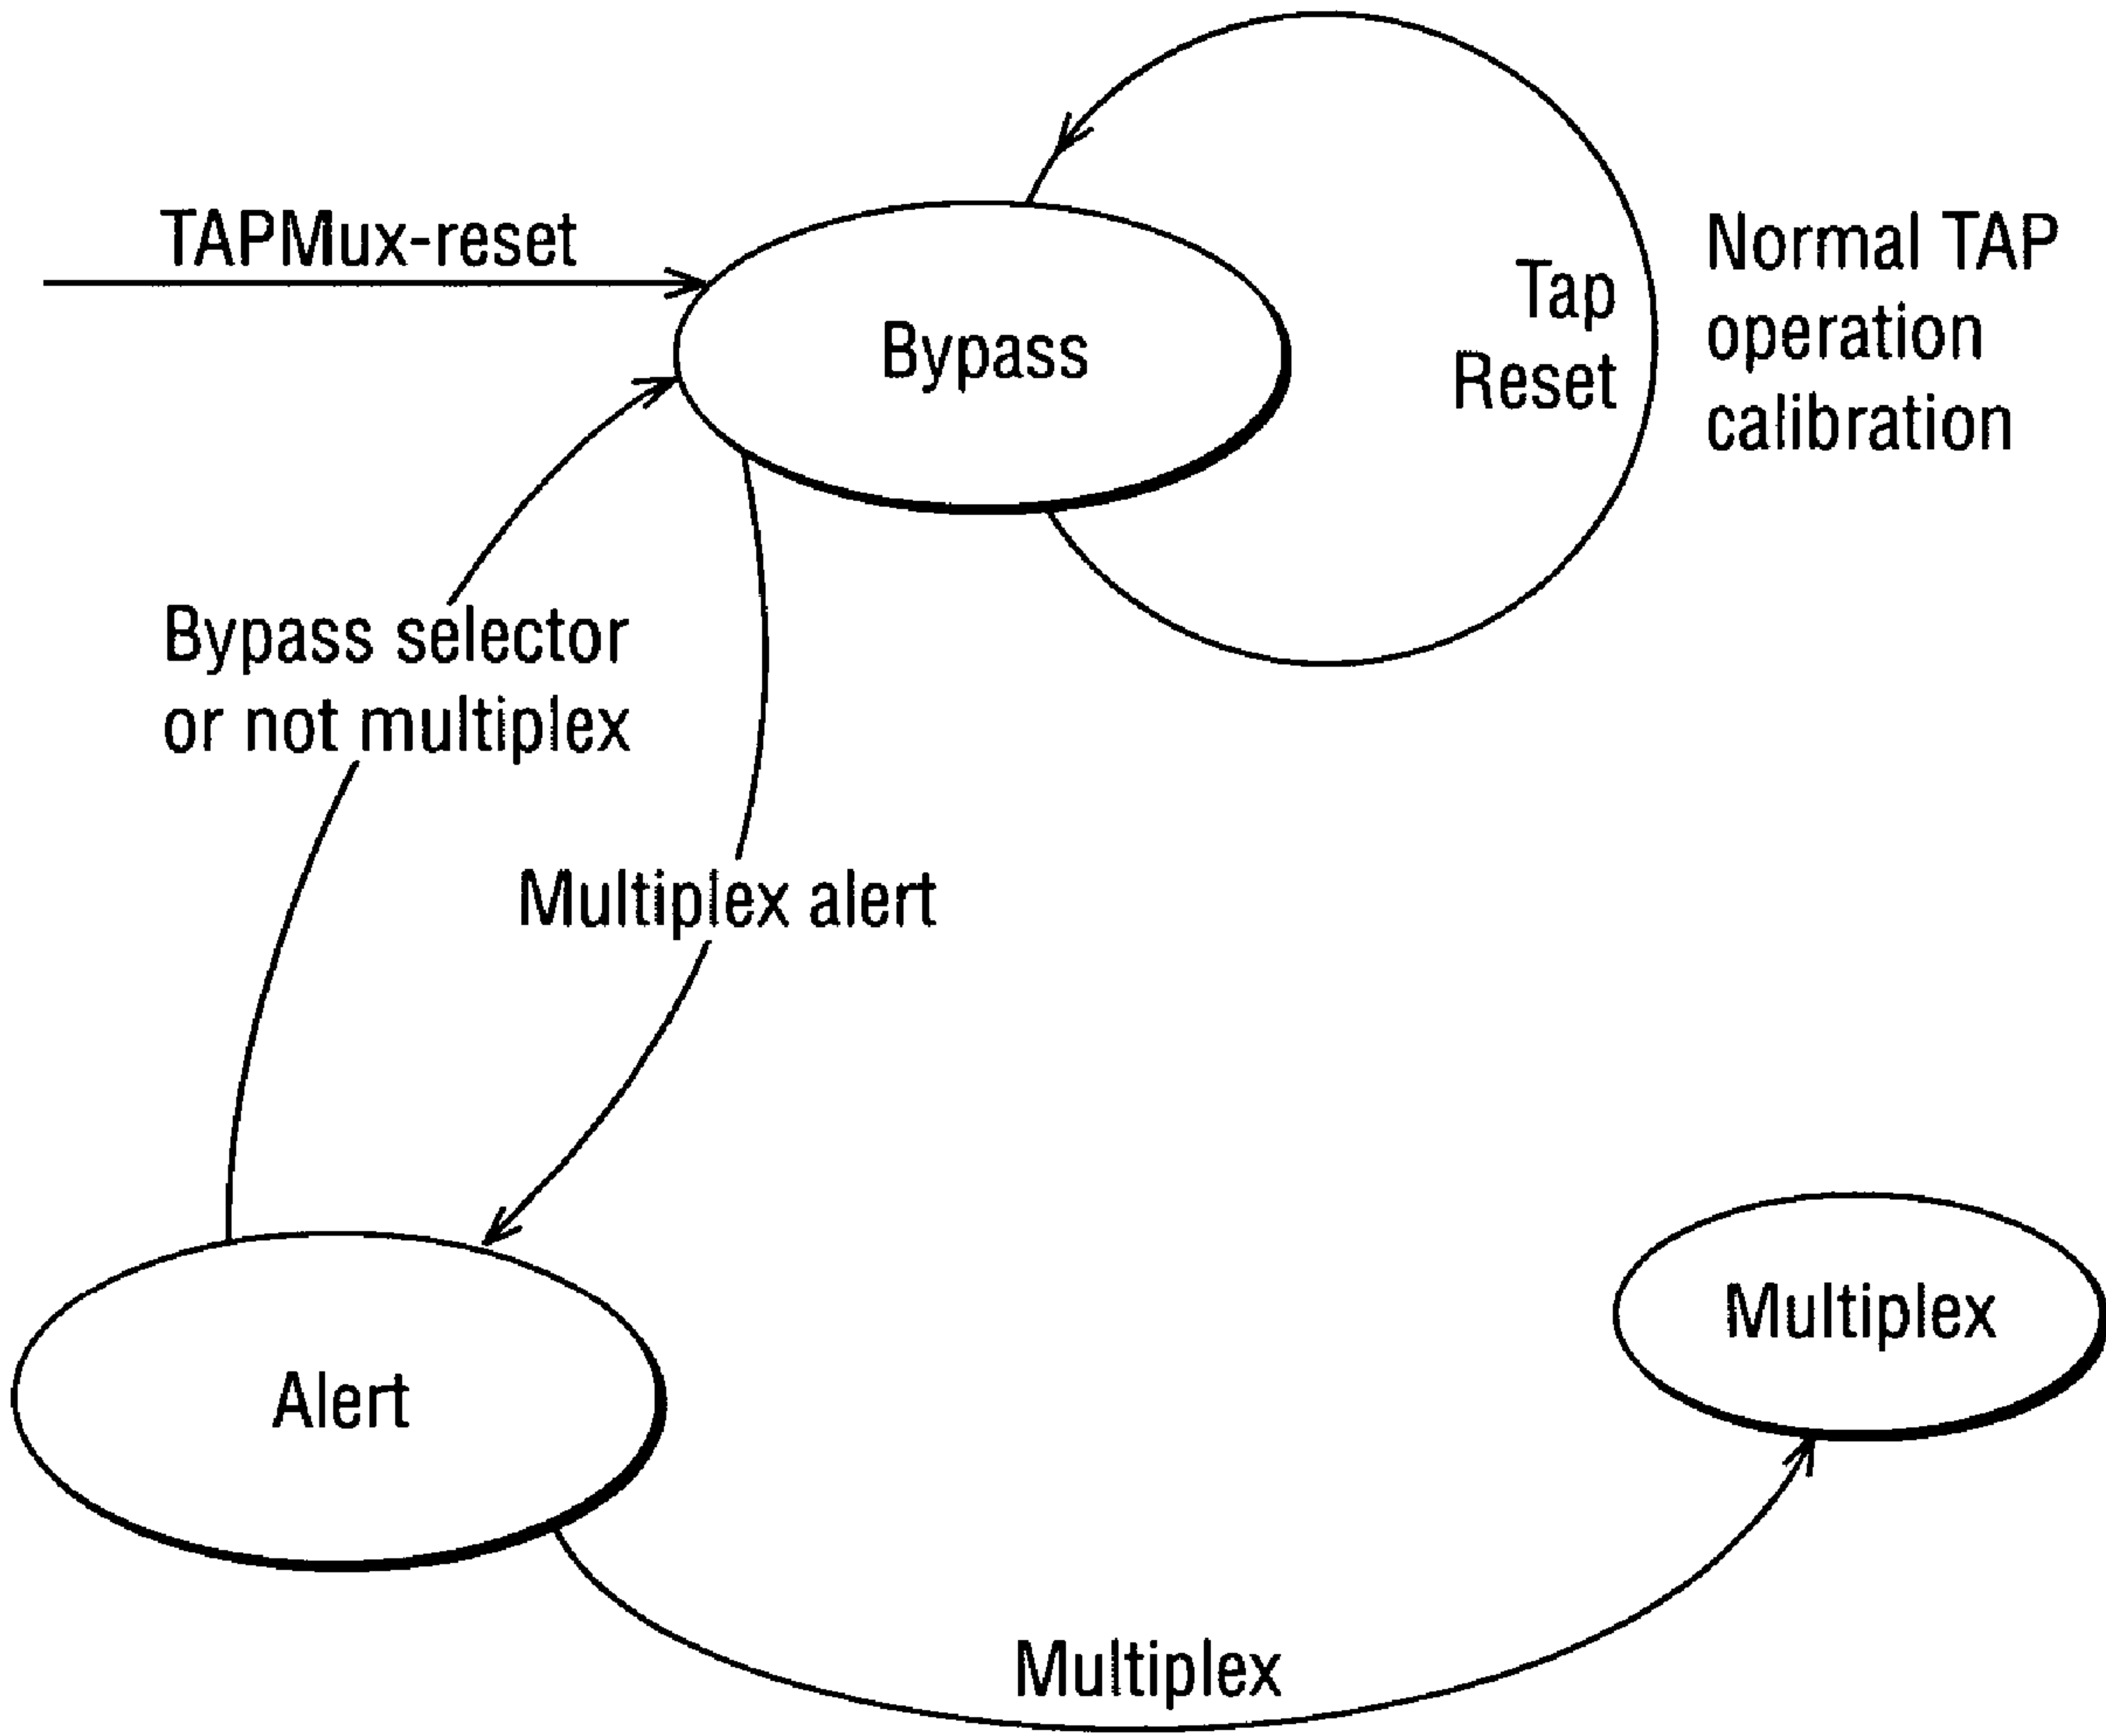 TAPMux-reset
Bypass
Tap
Reset
Normal TAP
operation
calibration
Bypass selector
or not multiplex
Multiplex alert
Alert
Multiplex
Multiplex